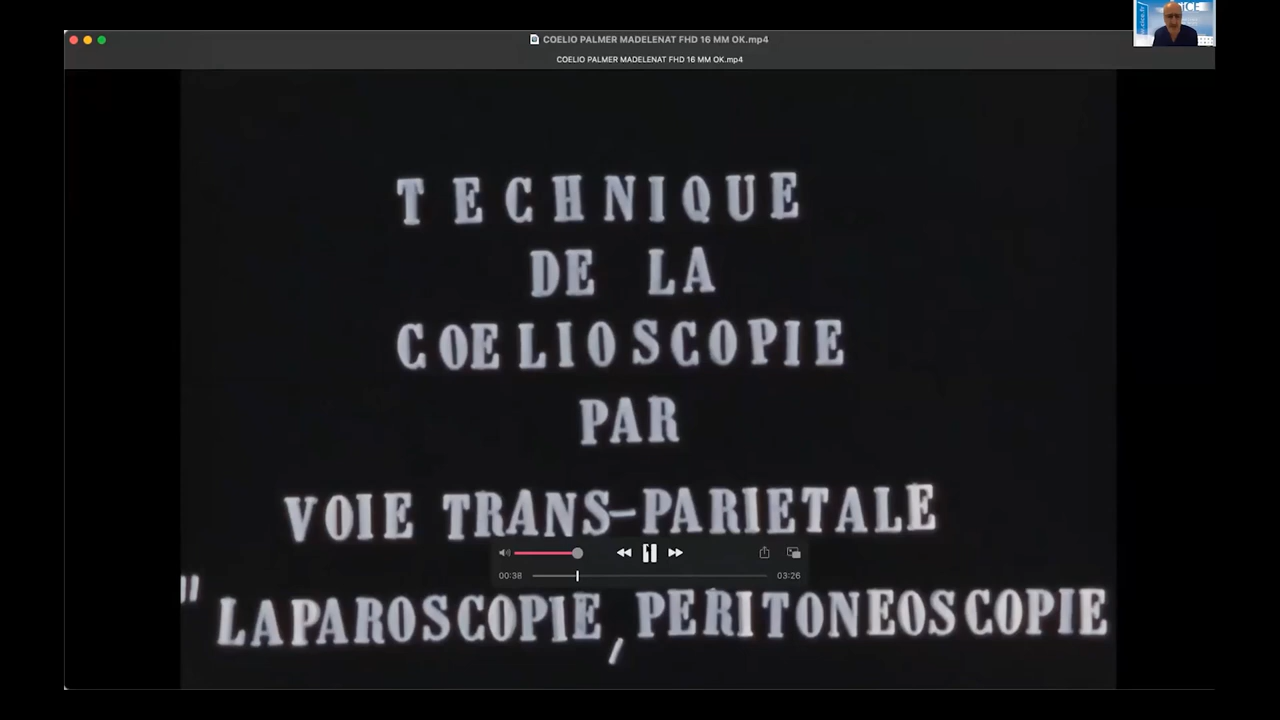 COELIO PALMER MADELENAT FHD 16 MM OK.mp4
COELIO PALMER MADELENAT FHD 16 MM OK.mp4
TECHNIQUE
DE LA
COELIOSCOPIE
PAR
VOIE TRANS-PARIETALE
00:38 03:26
" LAPAROSCOPIE, PERITONEOSCOPIE